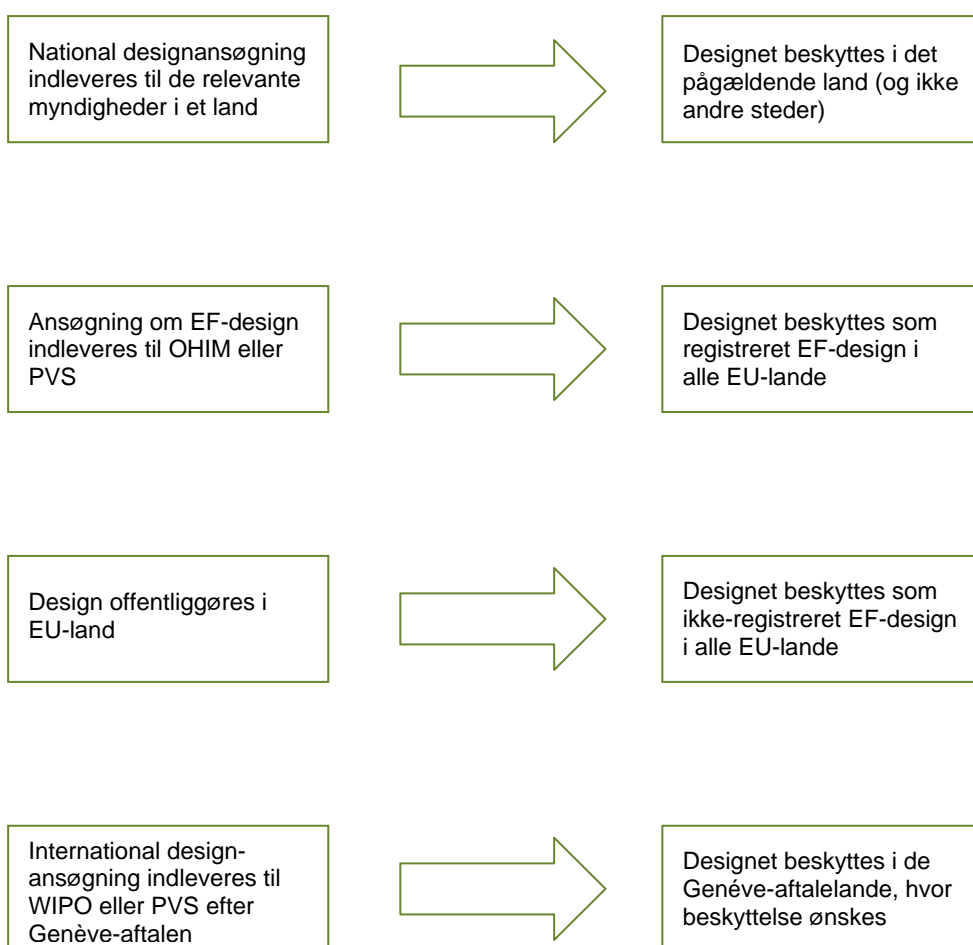 National designansøgning
indleveres til de relevante
myndigheder i et land
Designet beskyttes i det
pågældende land (og ikke
andre steder)
Ansøgning om EF-design
indleveres til OHIM eller
PVS
Designet beskyttes som
registreret EF-design i
alle EU-lande
Design offentliggøres i
EU-land
Designet beskyttes som
ikke-registreret EF-design
i alle EU-lande
International design-
ansøgning indleveres til
WIPO eller PVS efter
Genève-aftalen
Designet beskyttes i de
Genéve-aftalelande, hvor
beskyttelse ønskes